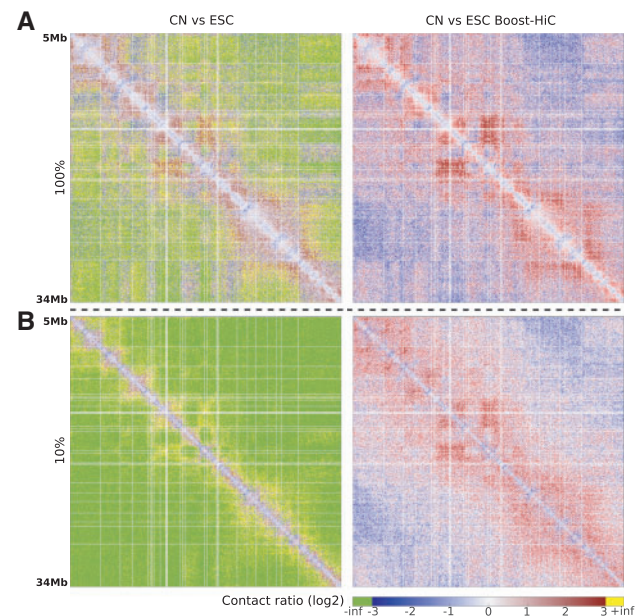 A
CN vs ESC
CN vs ESC Boost-HiC
5Mb
100%
34Mb
B
5Mb
10%
34Mb
Contact ratio (log2)
-inf -3 -2 -1 0 1 2 3 +inf